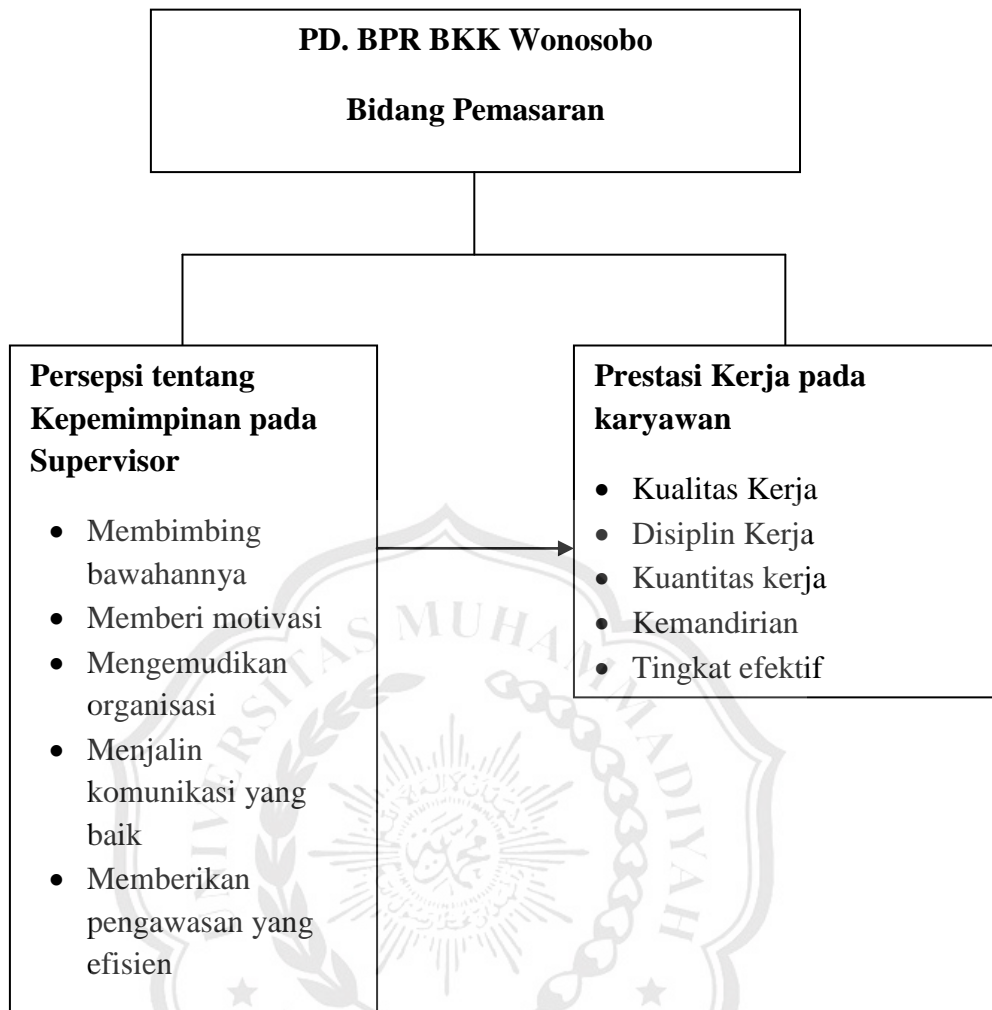 PD. BPR BKK Wonosobo
Bidang Pemasaran
Persepsi tentang
Kepemimpinan pada
Supervisor
• Membimbing
bawahannya
• Memberi motivasi
• Mengemudikan
organisasi
• Menjalin
komunikasi yang
baik
• Memberikan
pengawasan yang
efisien
Prestasi Kerja pada
karyawan
• Kualitas Kerja
• Disiplin Kerja
• Kuantitas kerja
• Kemandirian
• Tingkat efektif
UNIVERSITAS MUHAMMADIYAH